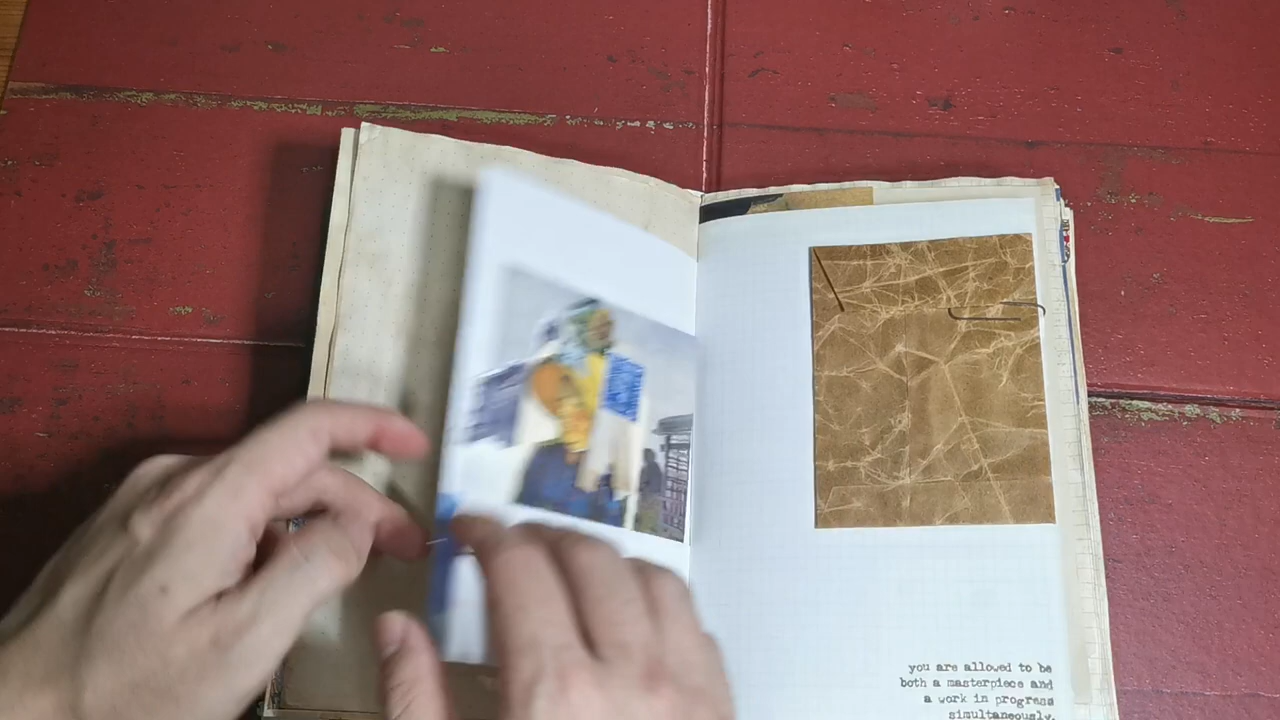 you are allowed to be
both a masterpiece and
a work in progress
simultaneously.